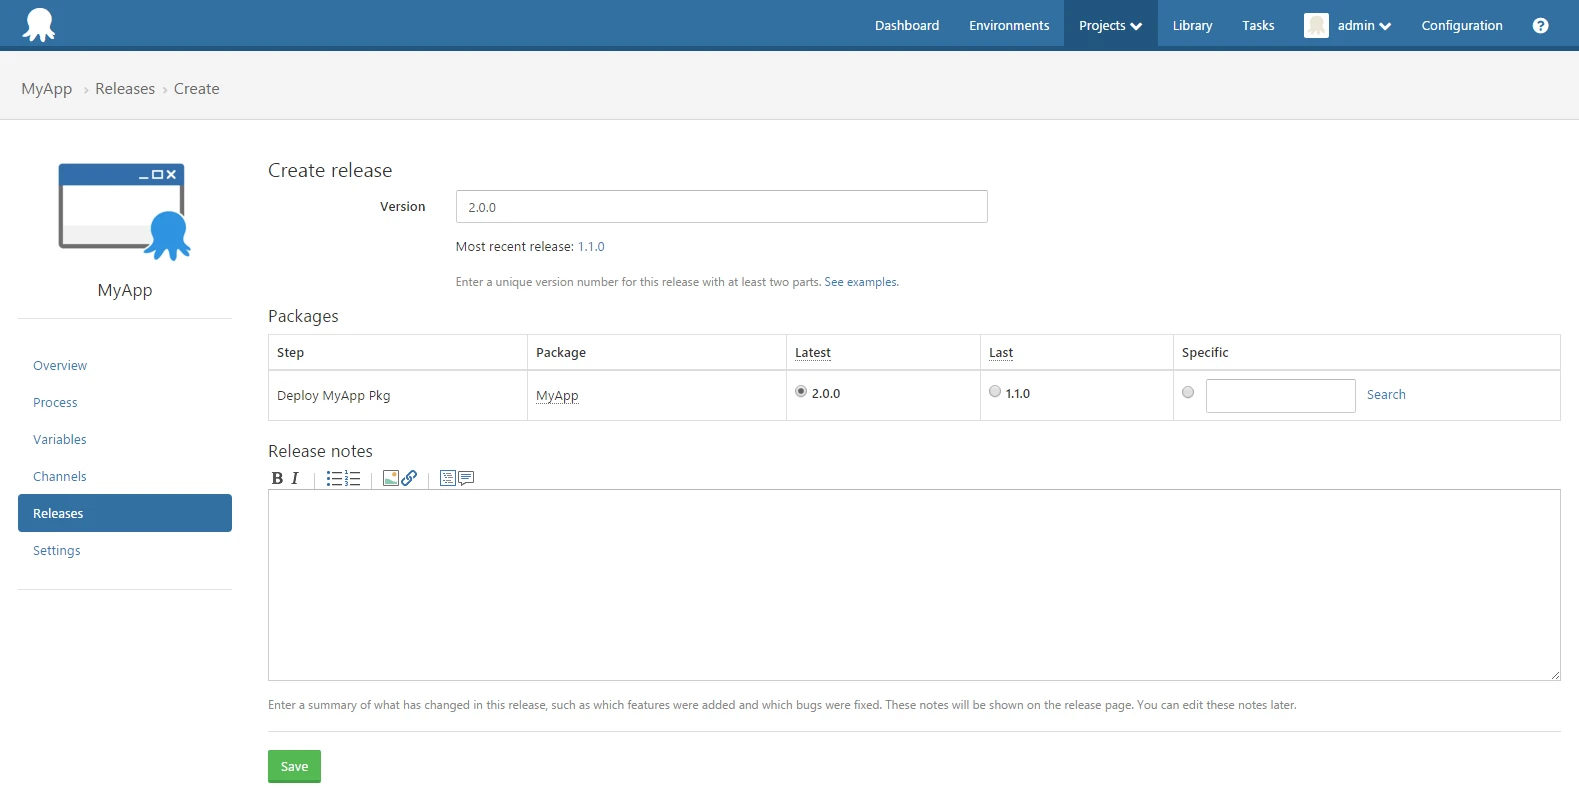 Dashboard Environments Projects Library Tasks admin Configuration ?
MyApp › Releases › Create
MyApp
Overview
Process
Variables
Channels
Releases
Settings
Create release
Version 2.0.0
Most recent release: 1.1.0
Enter a unique version number for this release with at least two parts. See examples.
Packages
Step Package Latest Last Specific
Deploy MyApp Pkg MyApp 2.0.0 1.1.0 Search
Release notes
B I
Enter a summary of what has changed in this release, such as which features were added and which bugs were fixed. These notes will be shown on the release page. You can edit these notes later.
Save